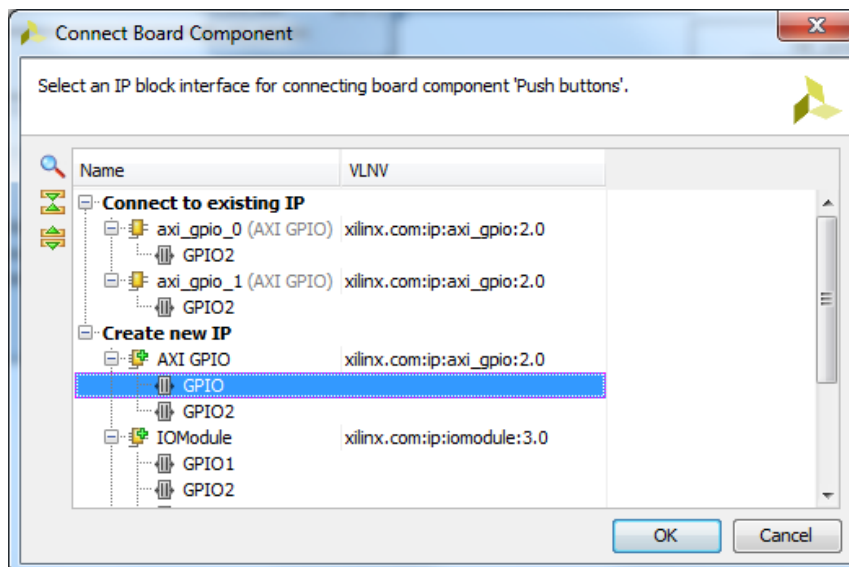 Connect Board Component
Select an IP block interface for connecting board component 'Push buttons'.
Name VLNV
Connect to existing IP
axi_gpio_0 (AXI GPIO) xilinx.com:ip:axi_gpio:2.0
GPIO2
axi_gpio_1 (AXI GPIO) xilinx.com:ip:axi_gpio:2.0
GPIO2
Create new IP
AXI GPIO xilinx.com:ip:axi_gpio:2.0
GPIO
GPIO2
IOModule xilinx.com:ip:iomodule:3.0
GPIO1
GPIO2
OK Cancel